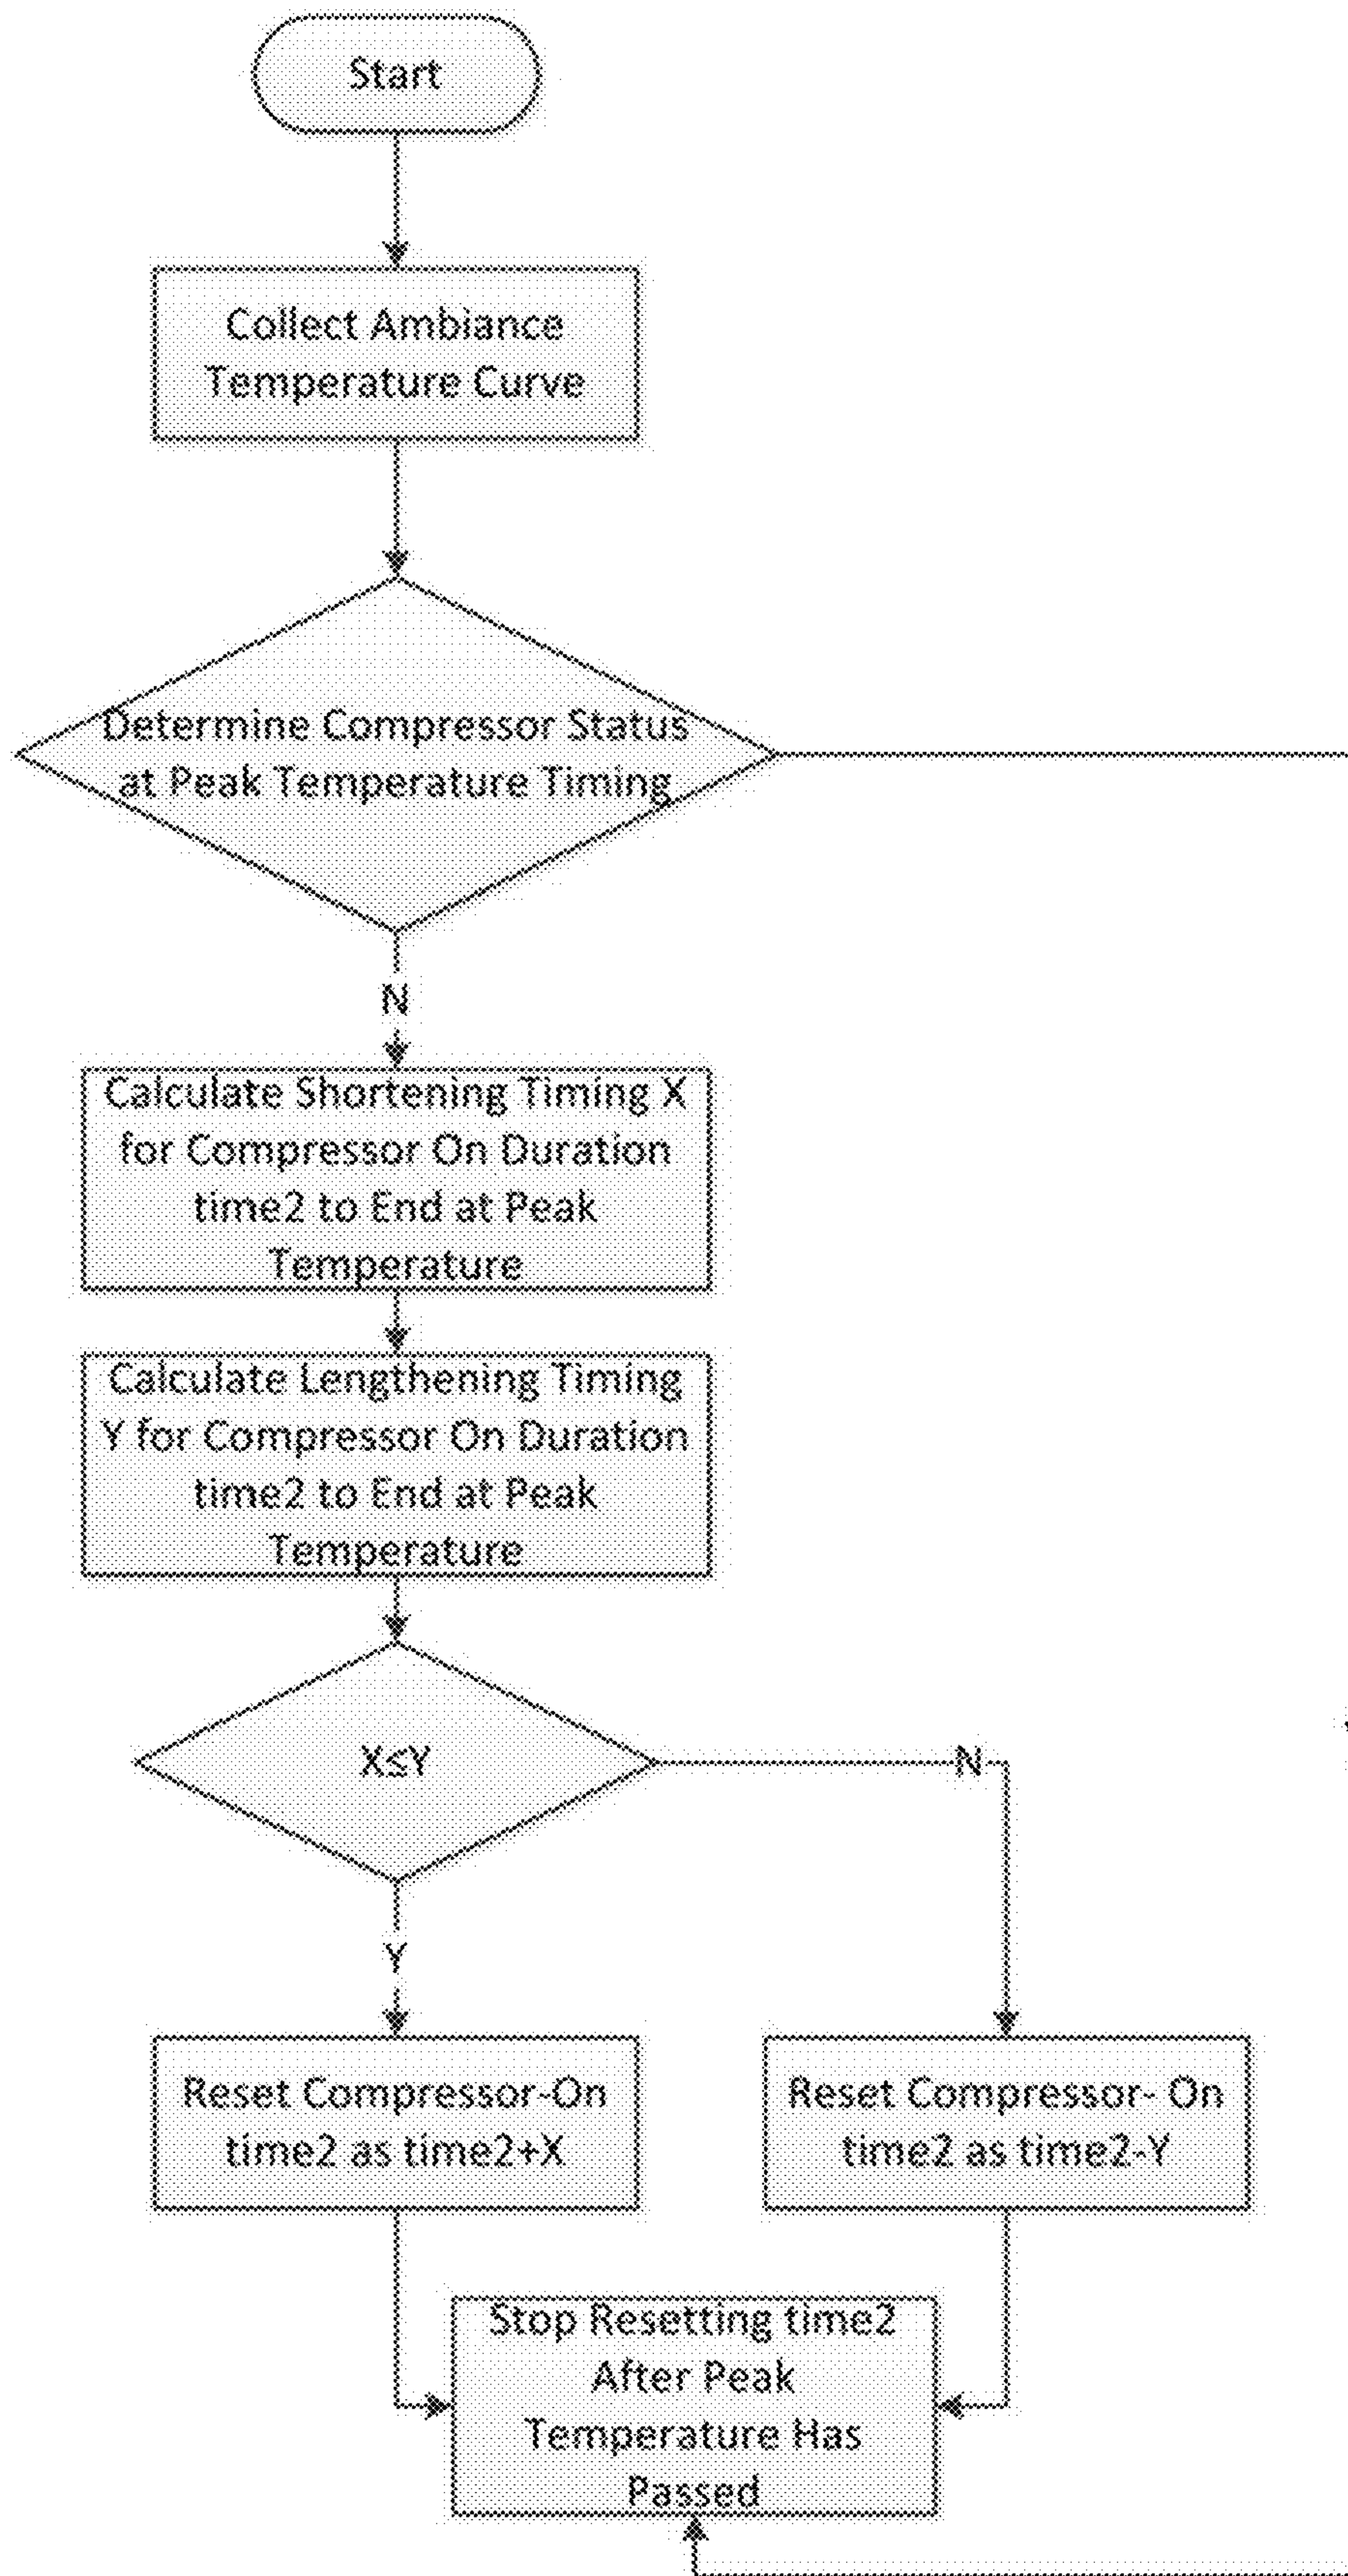 Start
Collect Ambiance
Temperature Curve
Determine Compressor Status
at Peak Temperature Timing
N
Calculate Shortening Timing X
for Compressor On Duration
time2 to End at Peak
Temperature
Calculate Lengthening Timing
Y for Compressor On Duration
time2 to End at Peak
Temperature
X≤Y
N
Y
Reset Compressor-On
time2 as time2+X
Reset Compressor- On
time2 as time2-Y
Stop Resetting time2
After Peak
Temperature Has
Passed